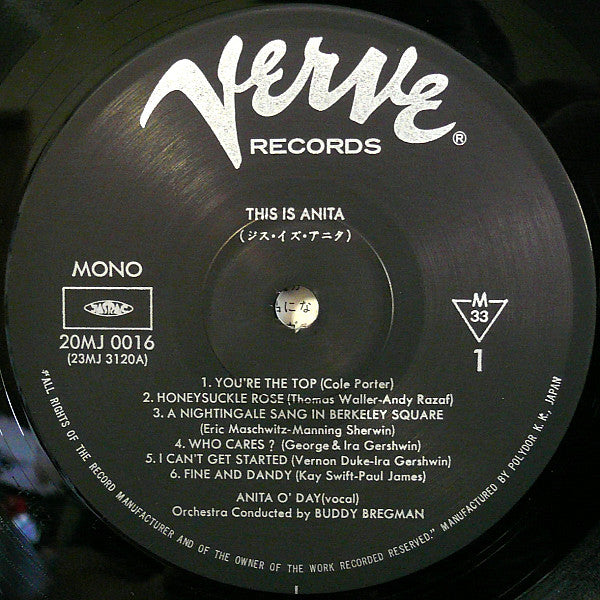 Verve
RECORDS ®
THIS IS ANITA
(ジス・イズ・アニタ)
MONO
JASRAC
20MJ 0016
(23MJ 3120A)
M
33
1
にな
1. YOU'RE THE TOP (Cole Porter)
2. HONEYSUCKLE ROSE (Thomas Waller-Andy Razaf)
3. A NIGHTINGALE SANG IN BERKELEY SQUARE
(Eric Maschwitz-Manning Sherwin)
4. WHO CARES ? (George & Ira Gershwin)
5. I CAN'T GET STARTED (Vernon Duke-Ira Gershwin)
6. FINE AND DANDY (Kay Swift-Paul James)
ANITA O' DAY(vocal)
Orchestra Conducted by BUDDY BREGMAN
"ALL RIGHTS OF THE RECORD MANUFACTURER AND OF THE OWNER OF THE WORK RECORDED RESERVED." MANUFACTURED BY POLYDOR K.K., JAPAN